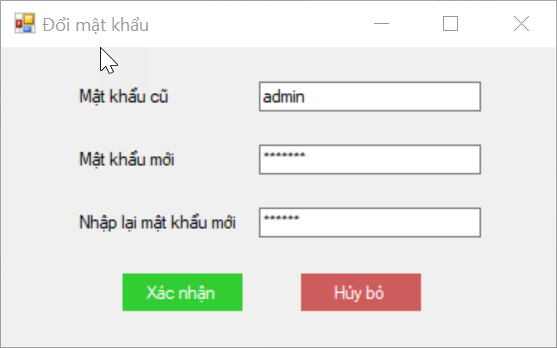 Đổi mật khẩu
Mật khẩu cũ admin
Mật khẩu mới *******
Nhập lại mật khẩu mới ******
Xác nhận Hủy bỏ